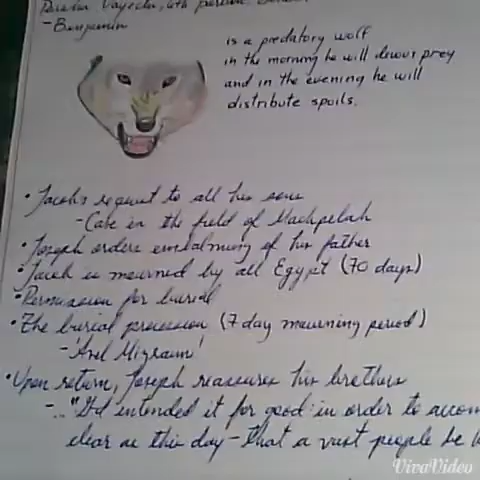 Parsha Vayechi, 6th
- Benjamin
is a predatory wolf
in the morning he will devour prey
and in the evening he will
distribute spoils.
• Jacob's request to all his sons
- Cave in the field of Machpelah
• Joseph orders embalming of his father
• Jacob is mourned by all Egypt (70 days)
• Permission for burial
• The burial procession (7 day mourning period)
- 'Avel Mizraim'
• Upon return, Joseph reassures his brothers
- ... "G-d intended it for good: in order to accom
clear as this day - that a vast people be
VivaVideo